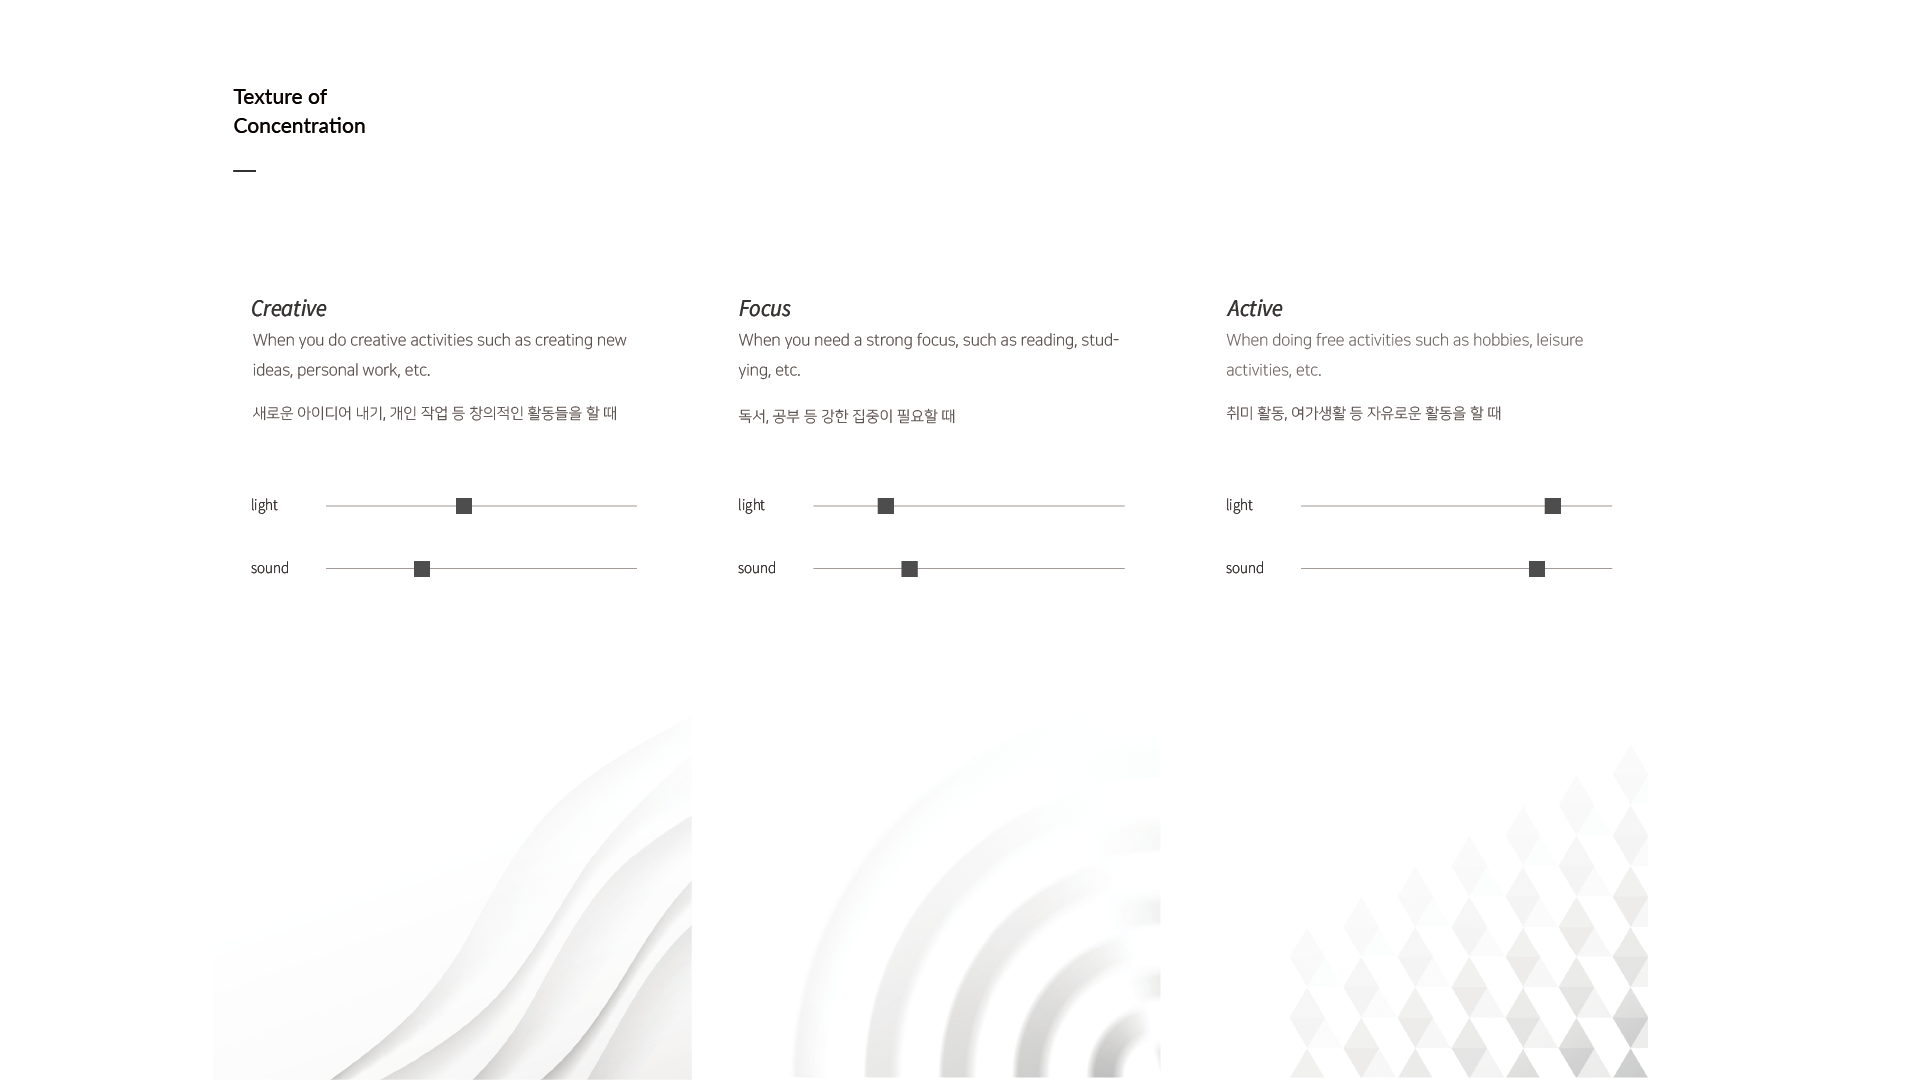 Texture of
Concentration
Creative
When you do creative activities such as creating new
ideas, personal work, etc.
새로운 아이디어 내기, 개인 작업 등 창의적인 활동들을 할 때
light
sound
Focus
When you need a strong focus, such as reading, stud-
ying, etc.
독서, 공부 등 강한 집중이 필요할 때
light
sound
Active
When doing free activities such as hobbies, leisure
activities, etc.
취미 활동, 여가생활 등 자유로운 활동을 할 때
light
sound